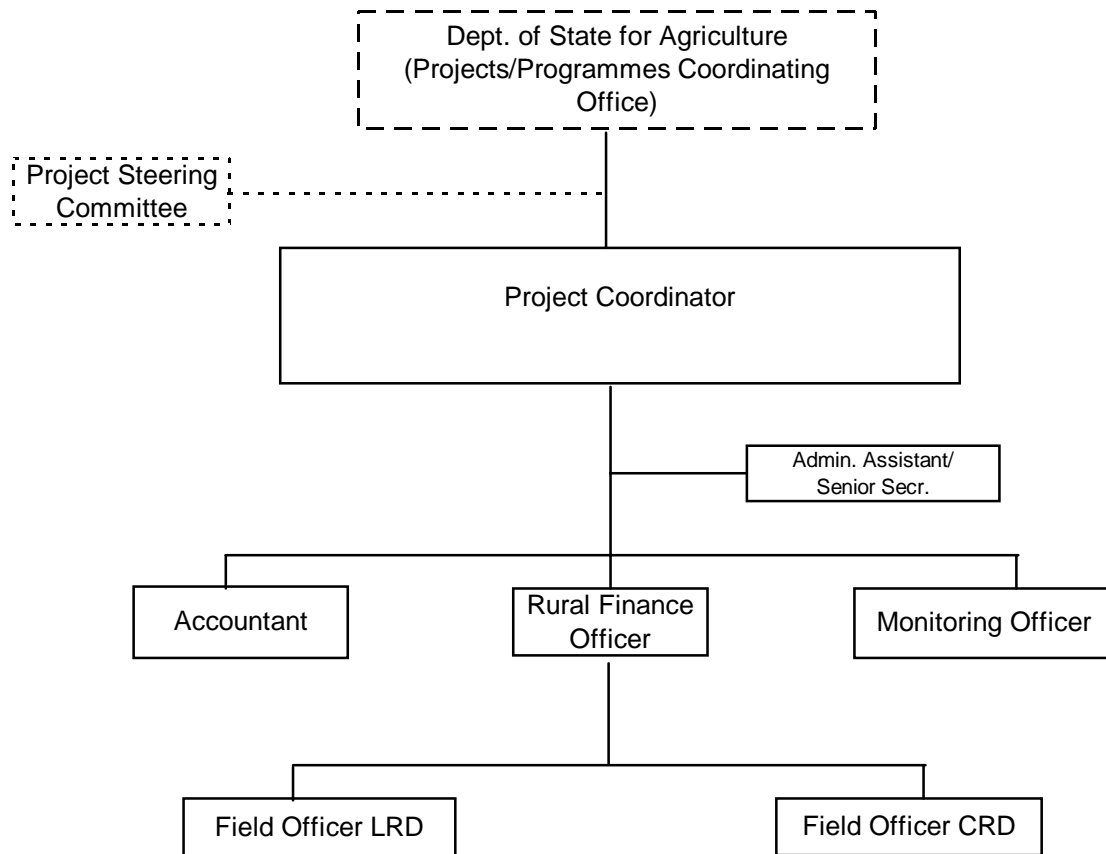 Dept. of State for Agriculture
(Projects/Programmes Coordinating
Office)
Project Steering
Committee
Project Coordinator
Admin. Assistant/
Senior Secr.
Accountant
Rural Finance
Officer
Monitoring Officer
Field Officer LRD
Field Officer CRD